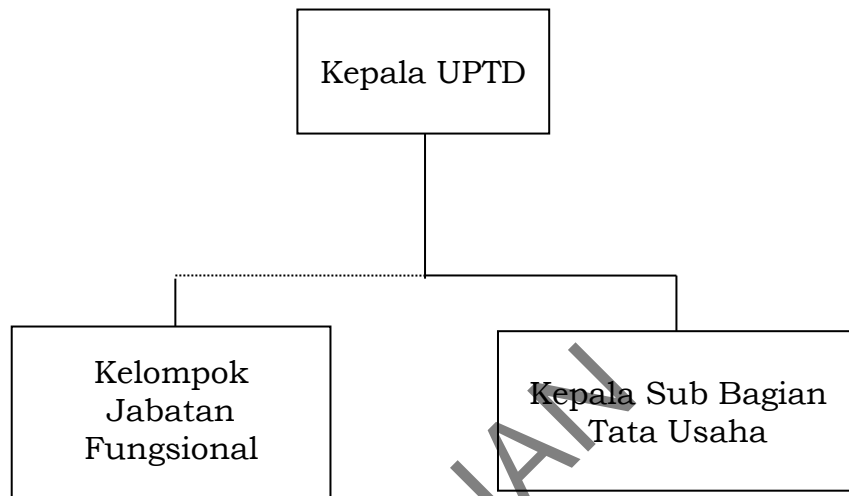 Kepala UPTD
Kelompok
Jabatan
Fungsional
Kepala Sub Bagian
Tata Usaha